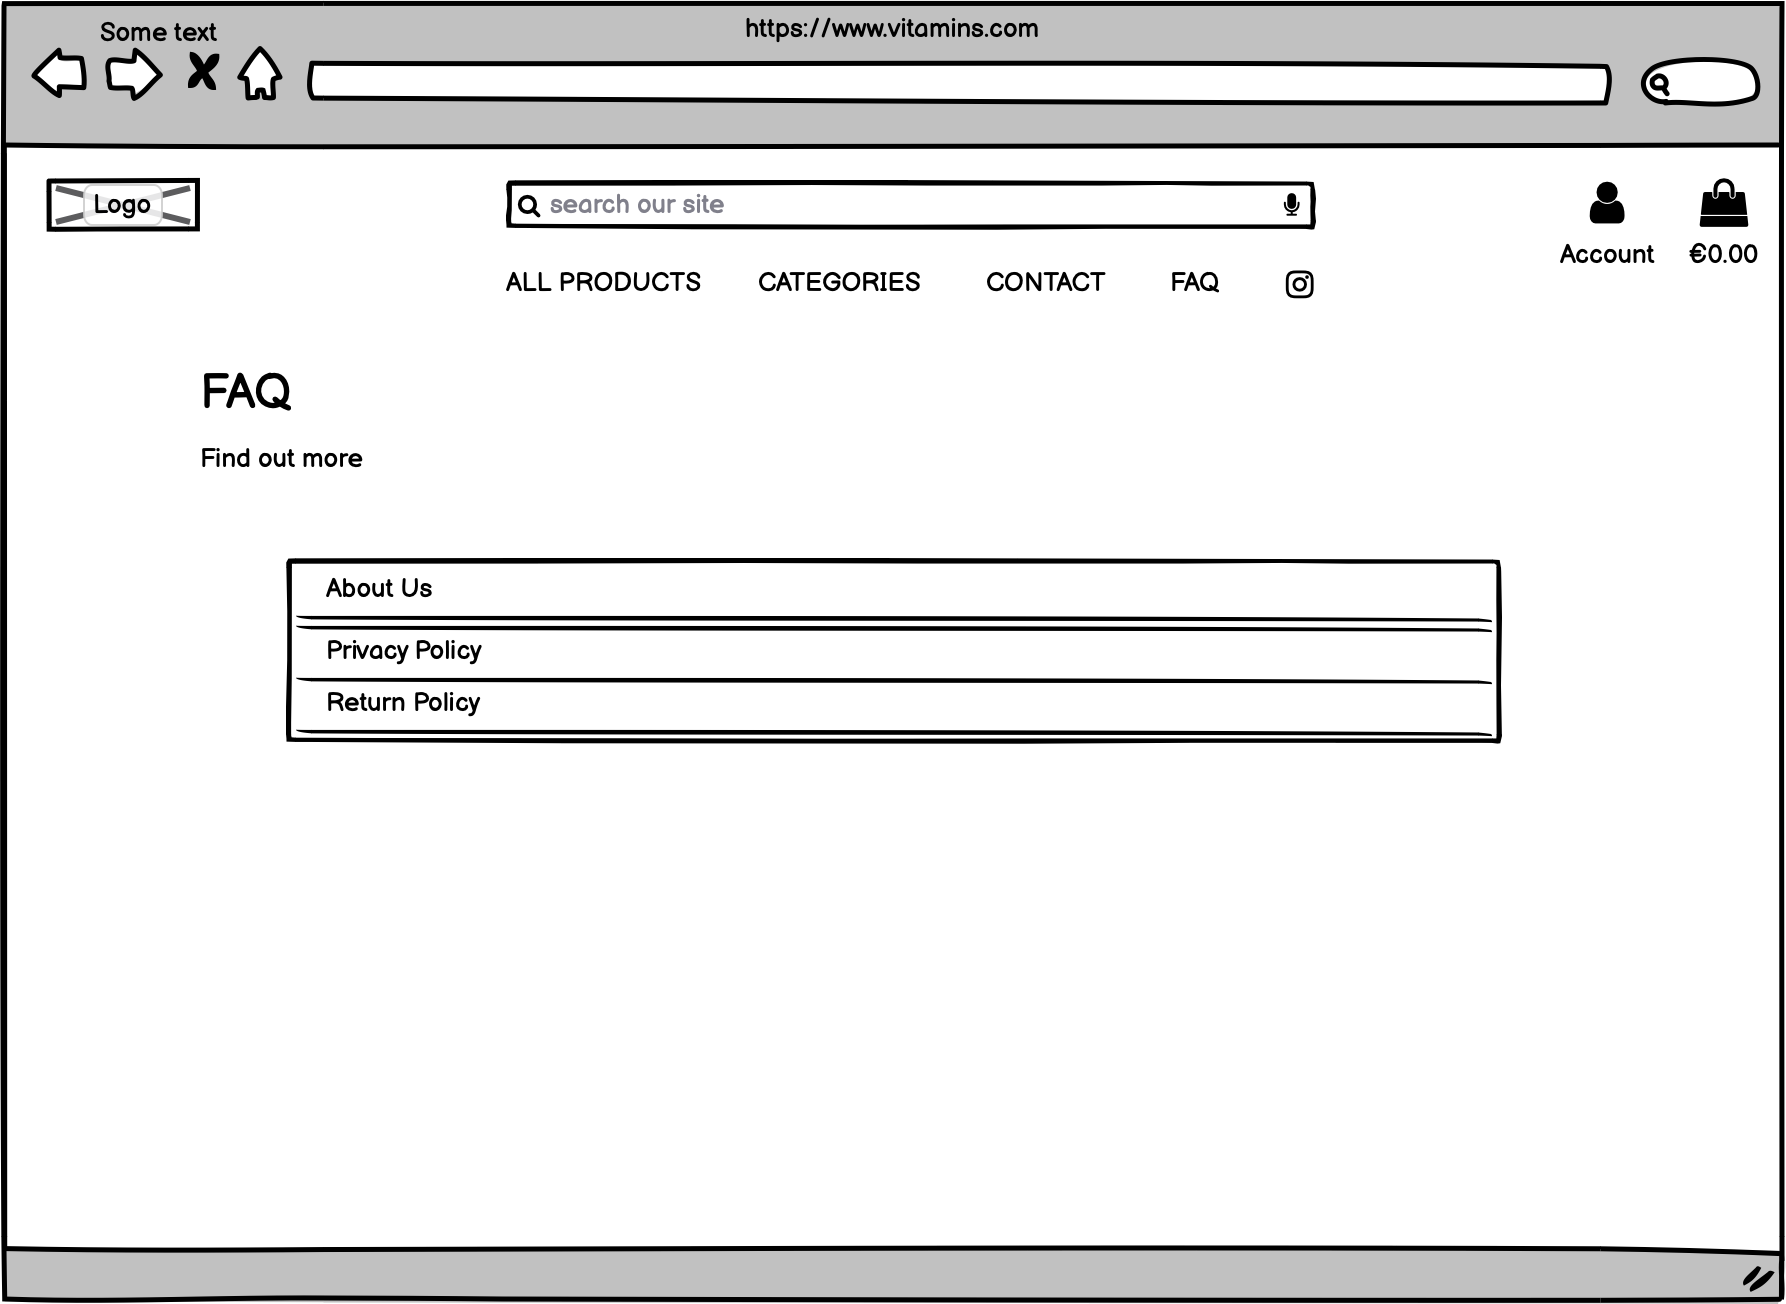 Some text
https://www.vitamins.com
Logo
search our site
Account
€0.00
ALL PRODUCTS CATEGORIES CONTACT FAQ
FAQ
Find out more
About Us
Privacy Policy
Return Policy